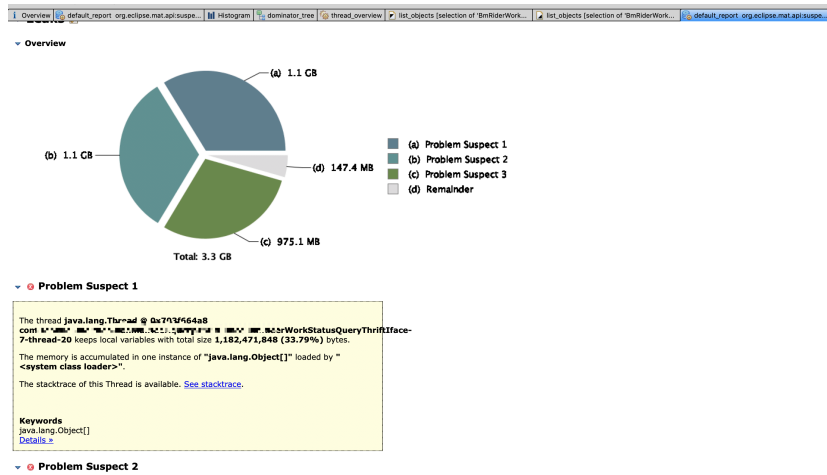 i Overview default_report org.eclipse.mat.api:suspe... Histogram dominator_tree thread_overview list_objects [selection of 'BmRiderWork... list_objects [selection of 'BmRiderWork... default_report org.eclipse.mat.api:suspe...
Overview
(a) 1.1 GB
(b) 1.1 GB
(d) 147.4 MB
(c) 975.1 MB
Total: 3.3 GB
(a) Problem Suspect 1
(b) Problem Suspect 2
(c) Problem Suspect 3
(d) Remainder
Problem Suspect 1
The thread java.lang.Thread @ 0x703f664a8
com WorkStatusQueryThriftIface-
7-thread-20 keeps local variables with total size 1,182,471,848 (33.79%) bytes.
The memory is accumulated in one instance of "java.lang.Object[]" loaded by "
<system class loader>".
The stacktrace of this Thread is available. See stacktrace.
Keywords
java.lang.Object[]
Details »
Problem Suspect 2